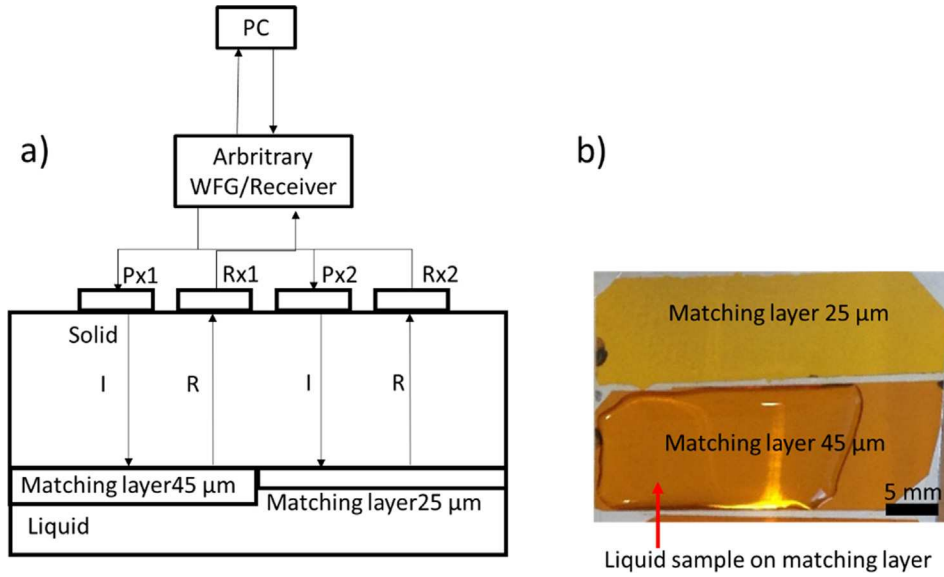 PC
a)
Arbritrary
WFG/Receiver
Px1
Rx1
Px2
Rx2
Solid
I
R
I
R
Matching layer45 μm
Matching layer25 μm
Liquid
b)
Matching layer 25 μm
Matching layer 45 μm
5 mm
Liquid sample on matching layer